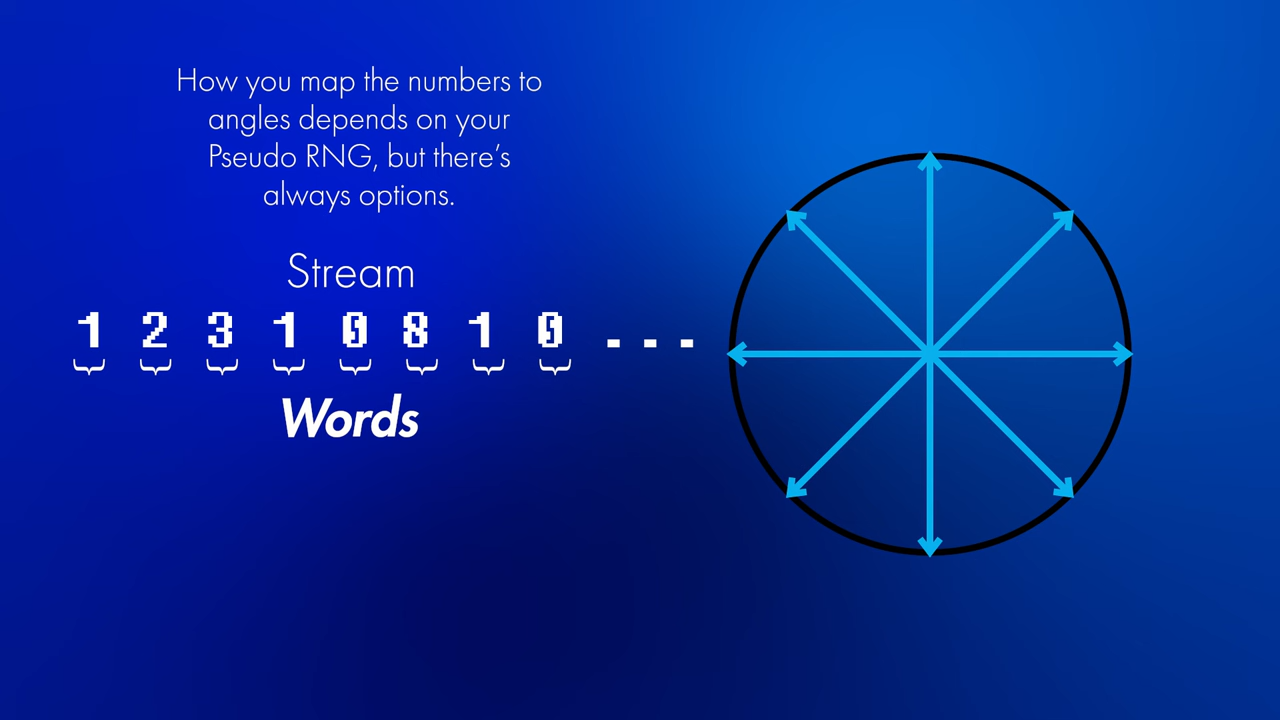 How you map the numbers to
angles depends on your
Pseudo RNG, but there's
always options.
Stream
1 2 3 1 0 8 1 0 ...
Words